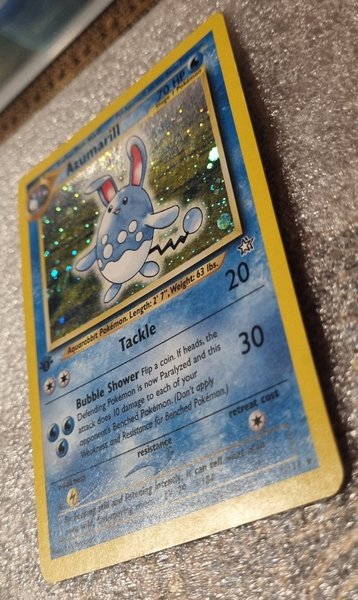 Azumarill
70 HP
Aquarabbit Pokémon. Length: 2' 7", Weight: 63 lbs.
Tackle 20
Bubble Shower Flip a coin. If heads, the
Defending Pokémon is now Paralyzed and this
attack does 10 damage to each of your
opponent's Benched Pokémon. (Don't apply
Weakness and Resistance for Benched Pokémon.)
30
weakness
resistance
retreat cost